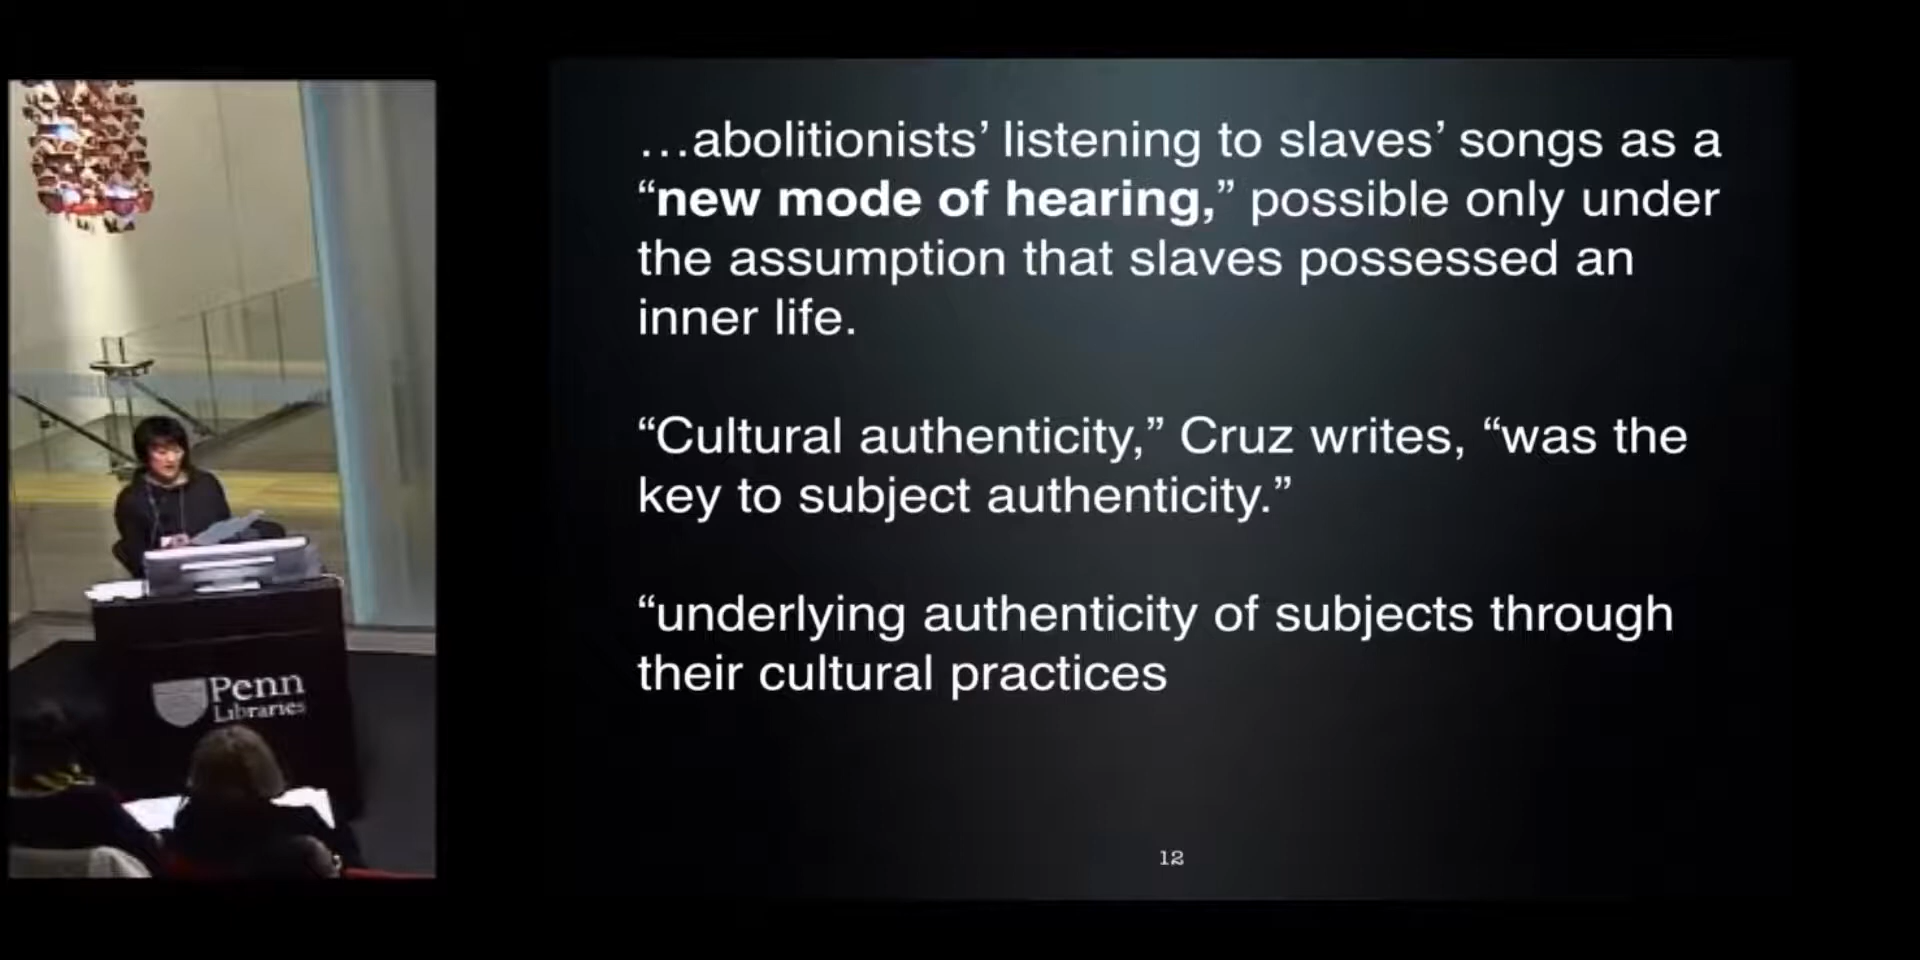 …abolitionists’ listening to slaves’ songs as a
“new mode of hearing,” possible only under
the assumption that slaves possessed an
inner life.
“Cultural authenticity,” Cruz writes, “was the
key to subject authenticity.”
“underlying authenticity of subjects through
their cultural practices
12
Penn
Libraries